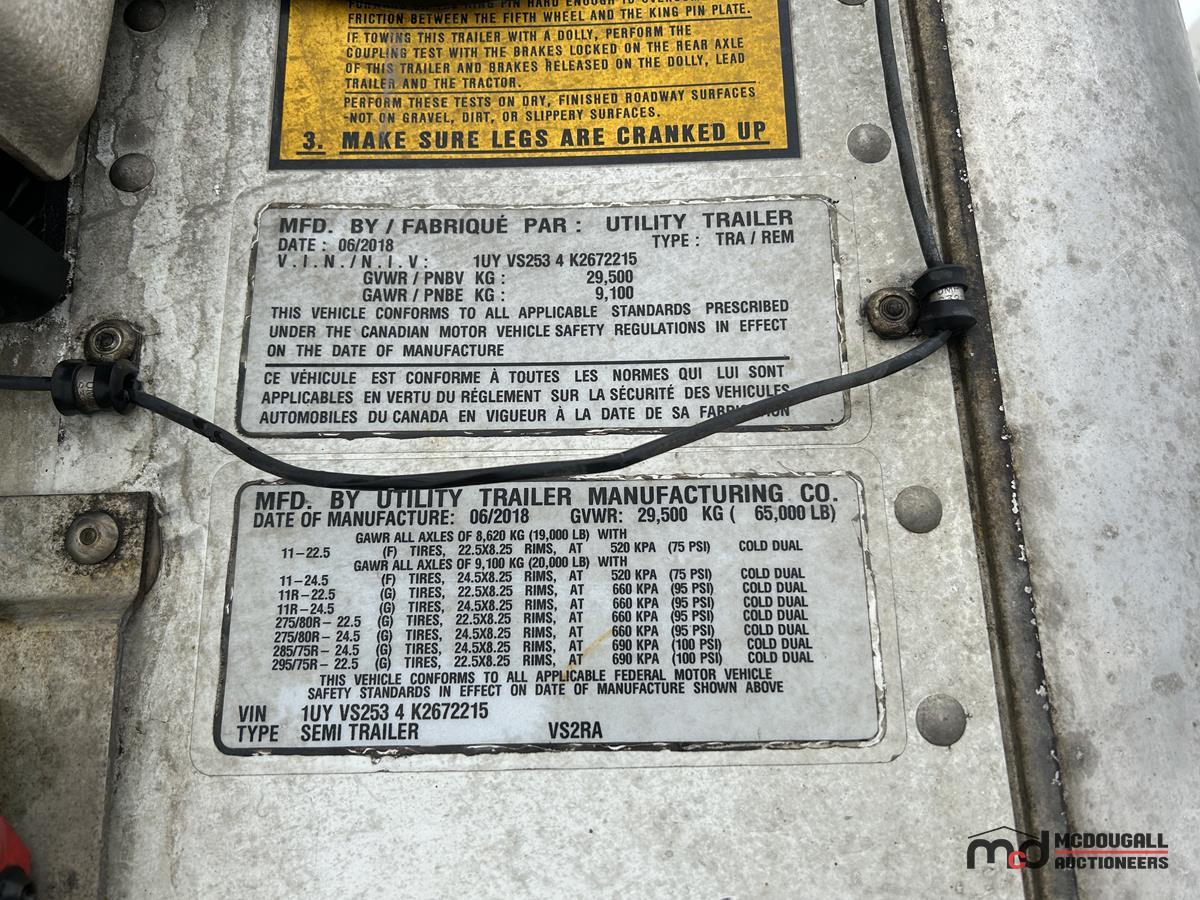 FRICTION BETWEEN THE FIFTH WHEEL AND THE KING PIN PLATE.
IF TOWING THIS TRAILER WITH A DOLLY, PERFORM THE
COUPLING TEST WITH THE BRAKES LOCKED ON THE REAR AXLE
OF THIS TRAILER AND BRAKES RELEASED ON THE DOLLY, LEAD
TRAILER AND THE TRACTOR.
PERFORM THESE TESTS ON DRY, FINISHED ROADWAY SURFACES
-NOT ON GRAVEL, DIRT, OR SLIPPERY SURFACES.
3. MAKE SURE LEGS ARE CRANKED UP
MFD. BY / FABRIQUÉ PAR : UTILITY TRAILER
DATE : 06/2018 TYPE : TRA / REM
V.I.N./N.I.V: 1UY VS253 4 K2672215
GVWR / PNBV KG : 29,500
GAWR / PNBE KG : 9,100
THIS VEHICLE CONFORMS TO ALL APPLICABLE STANDARDS PRESCRIBED
UNDER THE CANADIAN MOTOR VEHICLE SAFETY REGULATIONS IN EFFECT
ON THE DATE OF MANUFACTURE
CE VÉHICULE EST CONFORME À TOUTES LES NORMES QUI LUI SONT
APPLICABLES EN VERTU DU RÉGLEMENT SUR LA SÉCURITÉ DES VEHICULES
AUTOMOBILES DU CANADA EN VIGUEUR À LA DATE DE SA FABRICATION
MFD. BY UTILITY TRAILER MANUFACTURING CO.
DATE OF MANUFACTURE: 06/2018 GVWR: 29,500 KG ( 65,000 LB)
GAWR ALL AXLES OF 8,620 KG (19,000 LB) WITH
11-22.5 (F) TIRES, 22.5X8.25 RIMS, AT 520 KPA (75 PSI) COLD DUAL
GAWR ALL AXLES OF 9,100 KG (20,000 LB) WITH
11-24.5 (F) TIRES, 24.5X8.25 RIMS, AT 520 KPA (75 PSI) COLD DUAL
11R-22.5 (G) TIRES, 22.5X8.25 RIMS, AT 660 KPA (95 PSI) COLD DUAL
11R-24.5 (G) TIRES, 24.5X8.25 RIMS, AT 660 KPA (95 PSI) COLD DUAL
275/80R-22.5 (G) TIRES, 22.5X8.25 RIMS, AT 660 KPA (95 PSI) COLD DUAL
275/80R-24.5 (G) TIRES, 24.5X8.25 RIMS, AT 660 KPA (95 PSI) COLD DUAL
285/75R-24.5 (G) TIRES, 24.5X8.25 RIMS, AT 690 KPA (100 PSI) COLD DUAL
295/75R-22.5 (G) TIRES, 22.5X8.25 RIMS, AT 690 KPA (100 PSI) COLD DUAL
THIS VEHICLE CONFORMS TO ALL APPLICABLE FEDERAL MOTOR VEHICLE
SAFETY STANDARDS IN EFFECT ON DATE OF MANUFACTURE SHOWN ABOVE
VIN 1UY VS253 4 K2672215
TYPE SEMI TRAILER VS2RA
mcd MCDOUGALL
AUCTIONEERS